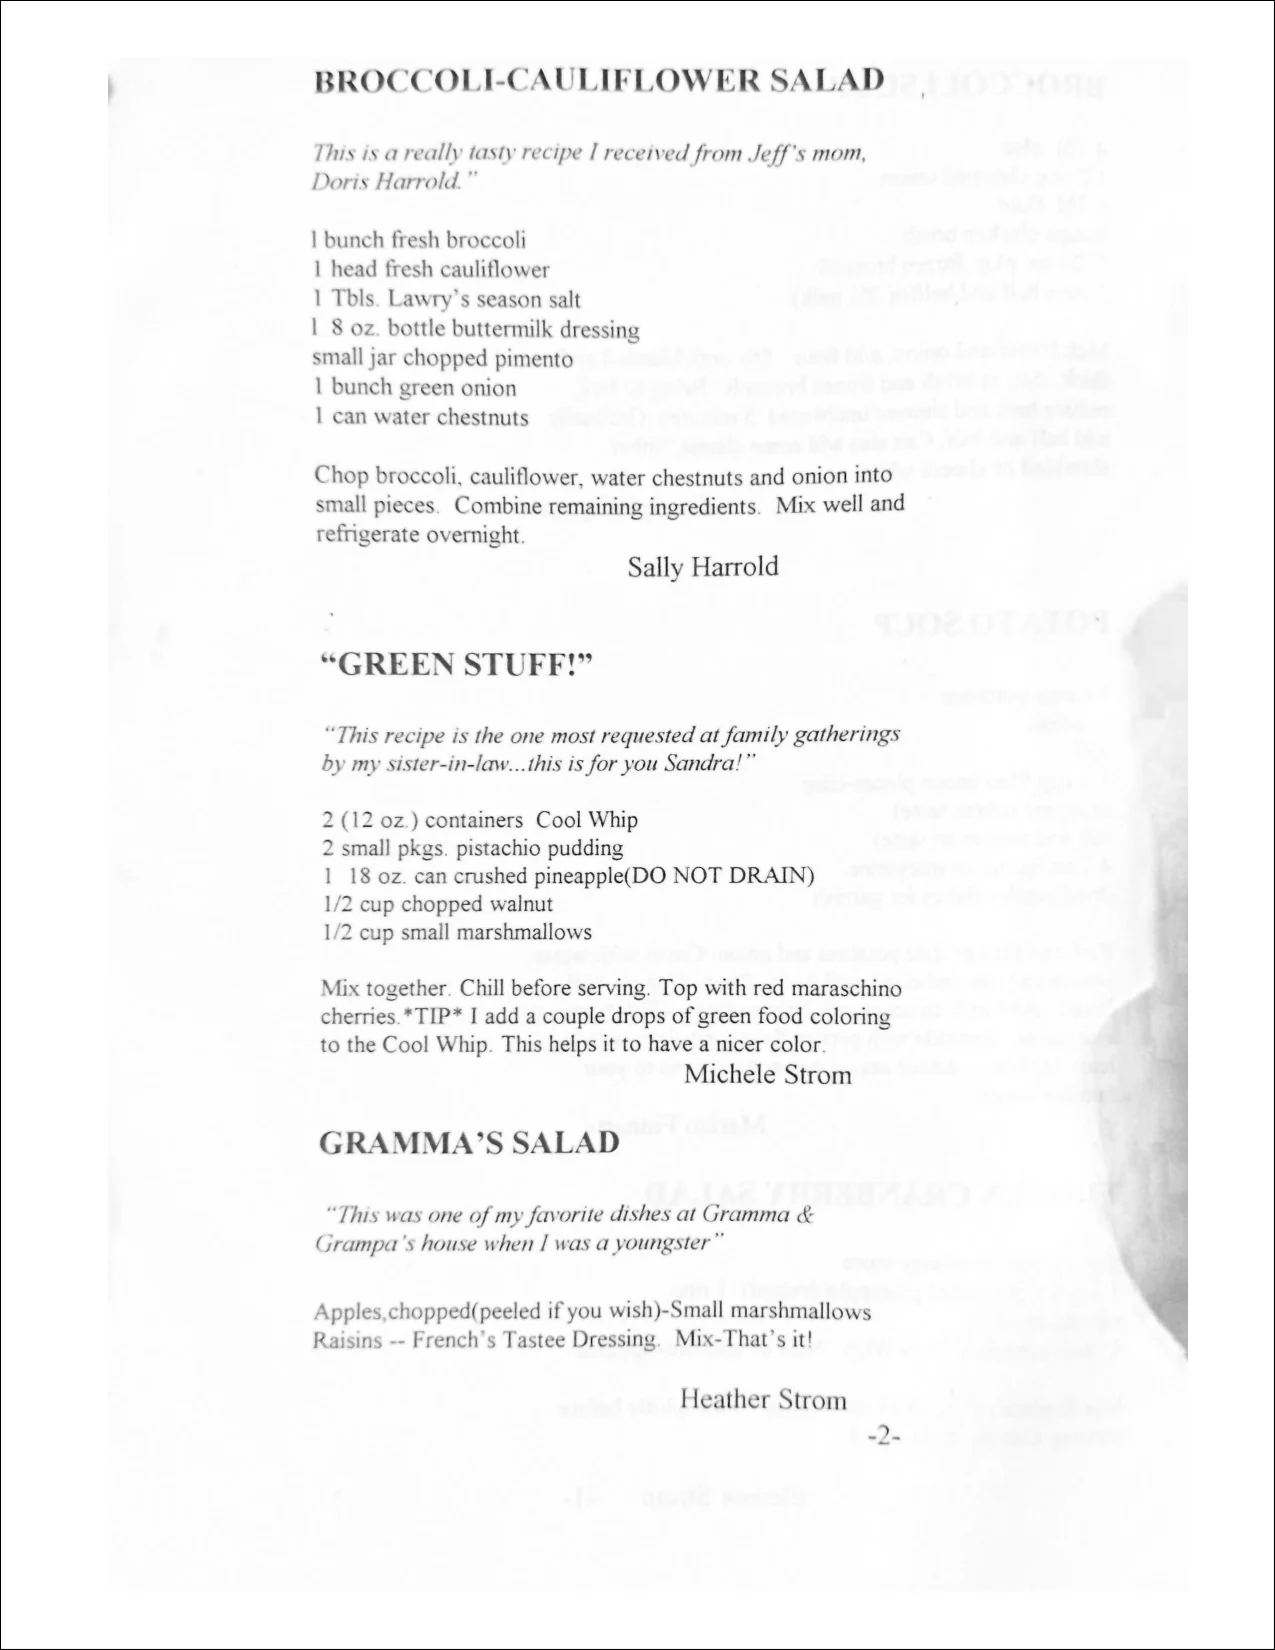 BROCCOLI-CAULIFLOWER SALAD
This is a really tasty recipe I received from Jeff's mom,
Doris Harrold."
1 bunch fresh broccoli
1 head fresh cauliflower
1 Tbls. Lawry's season salt
1 8 oz. bottle buttermilk dressing
small jar chopped pimento
1 bunch green onion
1 can water chestnuts
Chop broccoli, cauliflower, water chestnuts and onion into
small pieces. Combine remaining ingredients. Mix well and
refrigerate overnight.
Sally Harrold
“GREEN STUFF!”
“This recipe is the one most requested at family gatherings
by my sister-in-law...this is for you Sandra!”
2 (12 oz.) containers Cool Whip
2 small pkgs. pistachio pudding
1 18 oz. can crushed pineapple(DO NOT DRAIN)
1/2 cup chopped walnut
1/2 cup small marshmallows
Mix together. Chill before serving. Top with red maraschino
cherries.*TIP* I add a couple drops of green food coloring
to the Cool Whip. This helps it to have a nicer color.
Michele Strom
GRAMMA'S SALAD
“This was one of my favorite dishes at Gramma &
Grampa's house when I was a youngster”
Apples,chopped(peeled if you wish)-Small marshmallows
Raisins -- French's Tastee Dressing. Mix-That's it!
Heather Strom
-2-